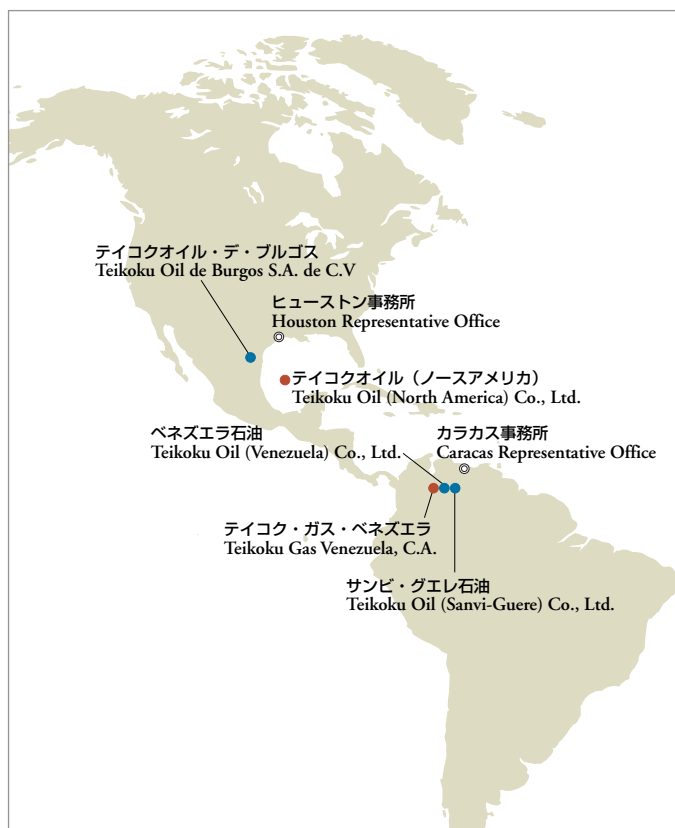 テイコクオイル・デ・ブルゴス
Teikoku Oil de Burgos S.A. de C.V
ヒューストン事務所
Houston Representative Office
テイコクオイル（ノースアメリカ）
Teikoku Oil (North America) Co., Ltd.
ベネズエラ石油
Teikoku Oil (Venezuela) Co., Ltd.
カラカス事務所
Caracas Representative Office
テイコク・ガス・ベネズエラ
Teikoku Gas Venezuela, C.A.
サンビ・グエレ石油
Teikoku Oil (Sanvi-Guere) Co., Ltd.